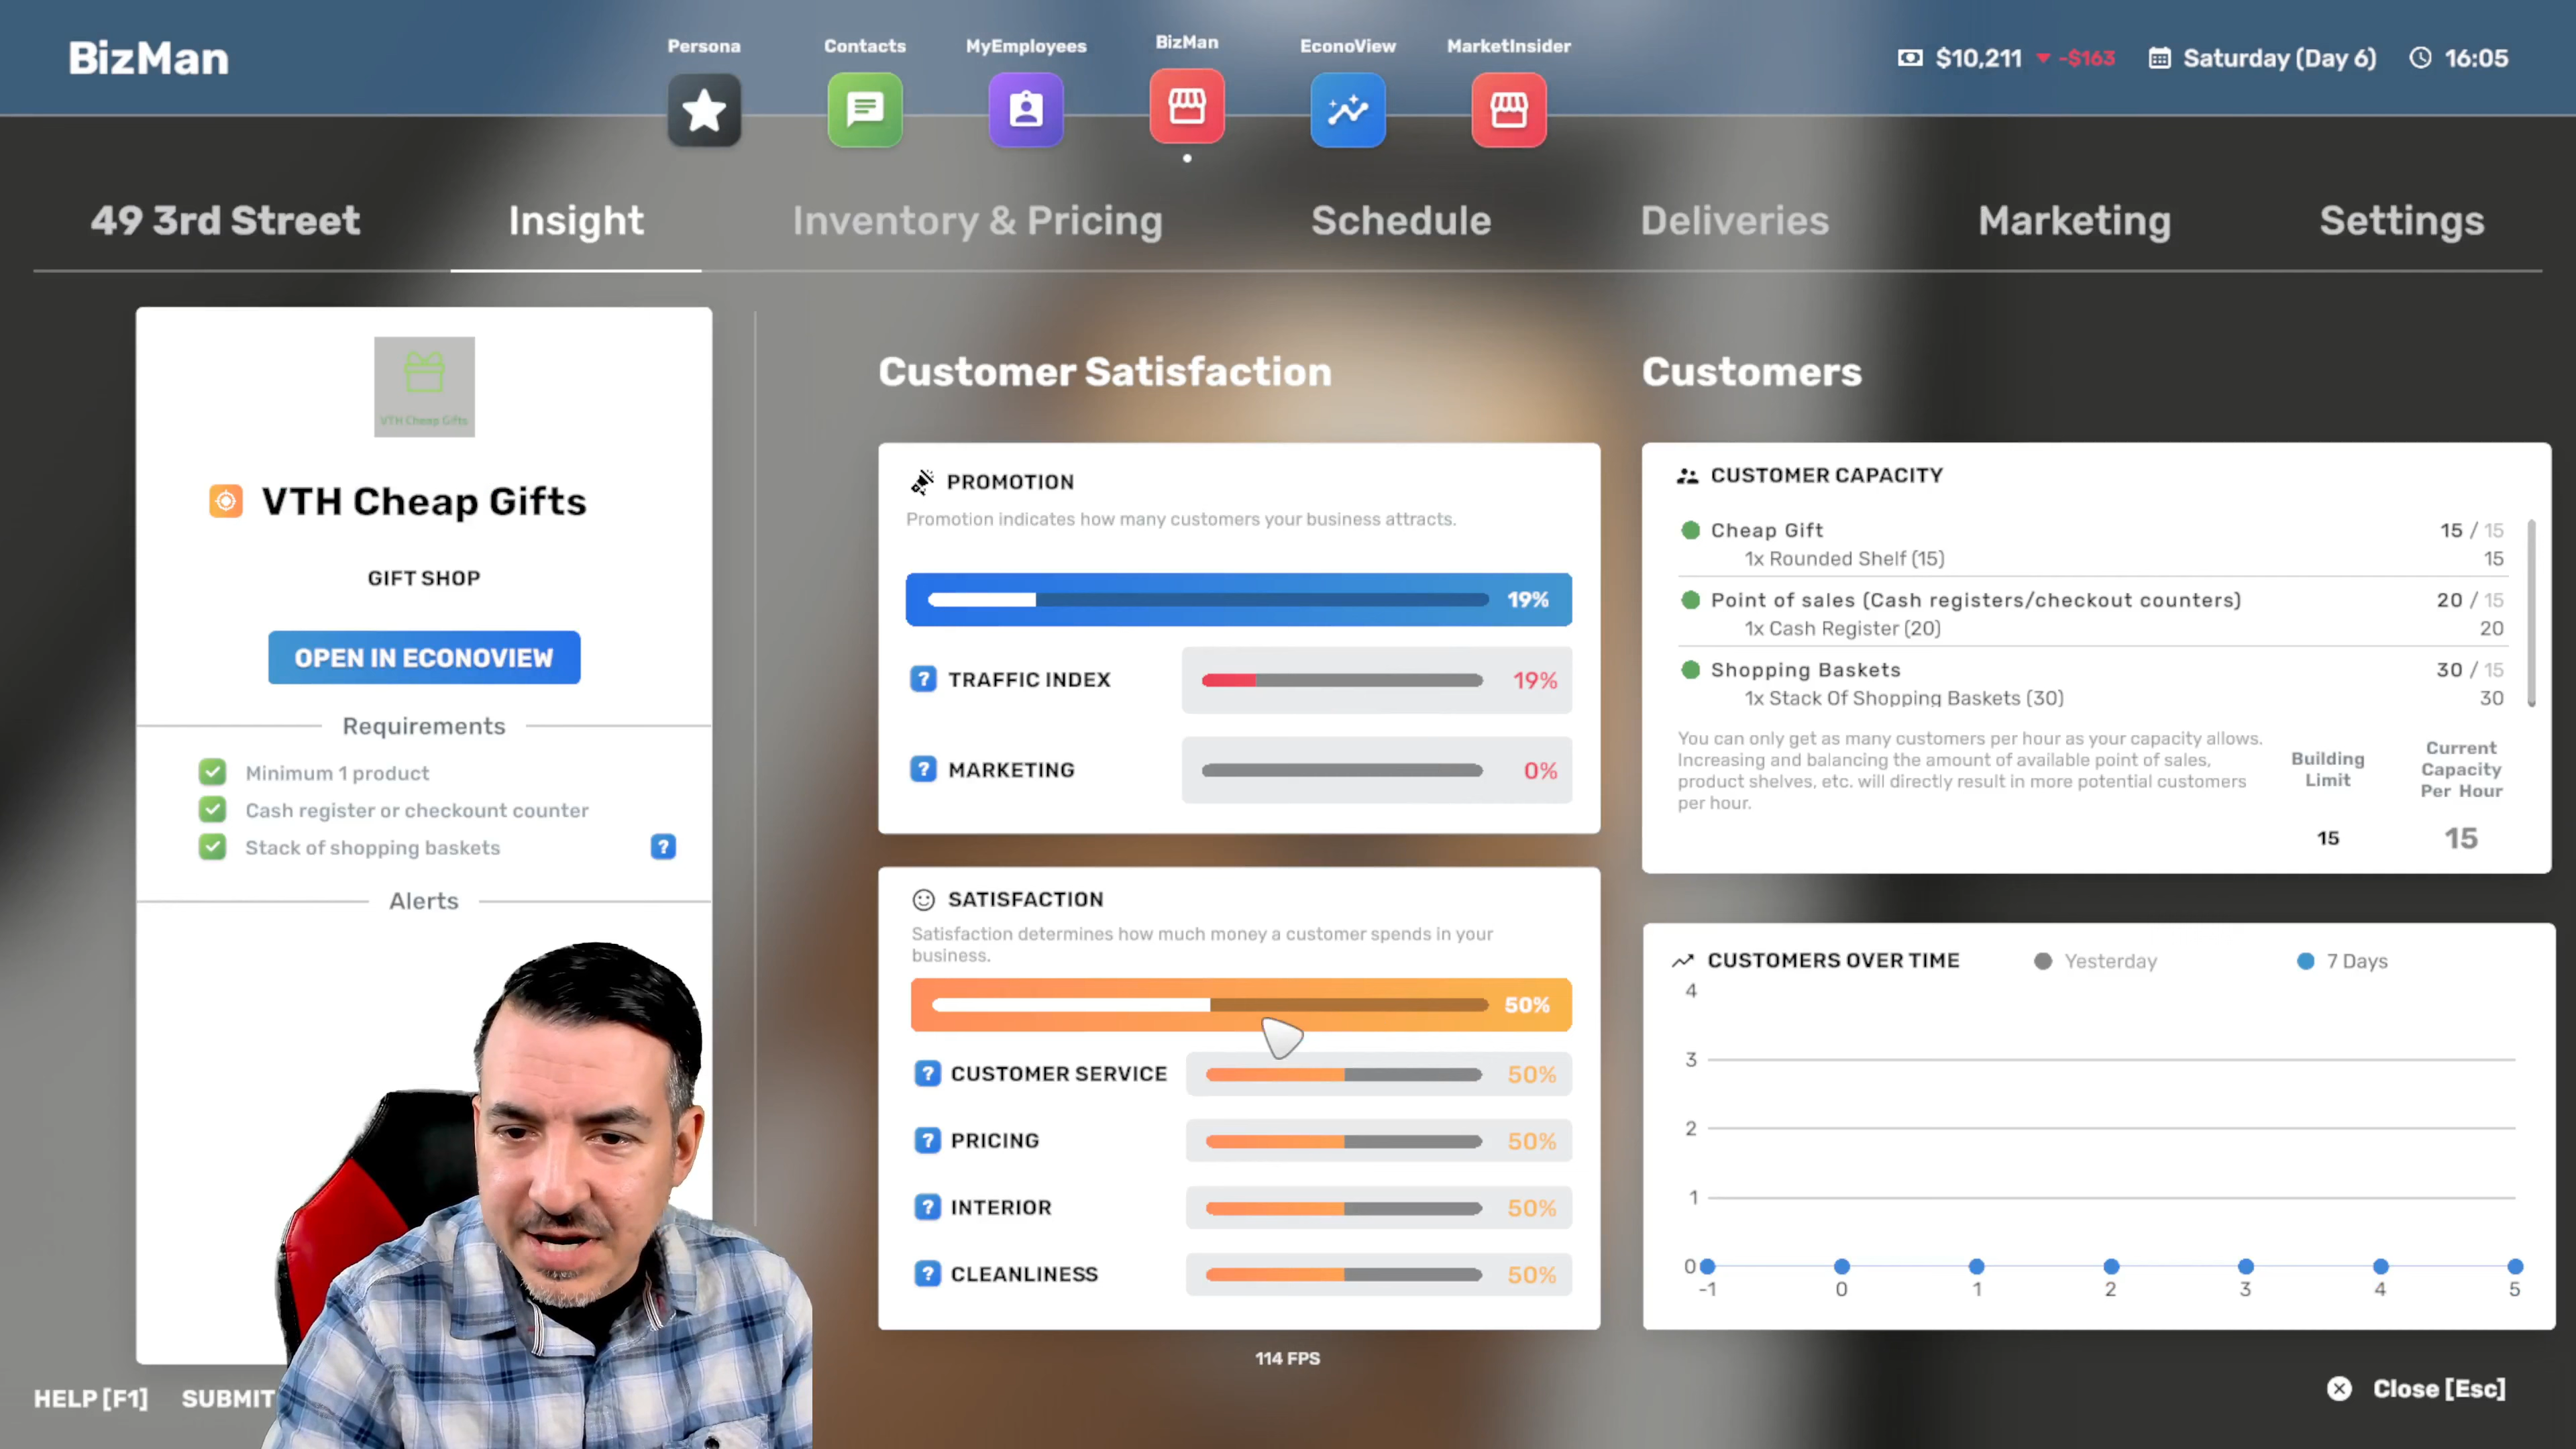 BizMan
Persona
Contacts
MyEmployees
BizMan
EconoView
MarketInsider
$10,211 -$163
Saturday (Day 6)
16:05
49 3rd Street
Insight
Inventory & Pricing
Schedule
Deliveries
Marketing
Settings
VTH Cheap Gifts
VTH Cheap Gifts
GIFT SHOP
OPEN IN ECONOVIEW
Requirements
Minimum 1 product
Cash register or checkount counter
Stack of shopping baskets ?
Alerts
Customer Satisfaction
PROMOTION
Promotion indicates how many customers your business attracts.
19%
? TRAFFIC INDEX 19%
? MARKETING 0%
SATISFACTION
Satisfaction determines how much money a customer spends in your
business.
50%
? CUSTOMER SERVICE 50%
? PRICING 50%
? INTERIOR 50%
? CLEANLINESS 50%
Customers
CUSTOMER CAPACITY
Cheap Gift 15 / 15
1x Rounded Shelf (15) 15
Point of sales (Cash registers/checkout counters) 20 / 15
1x Cash Register (20) 20
Shopping Baskets 30 / 15
1x Stack Of Shopping Baskets (30) 30
You can only get as many customers per hour as your capacity allows.
Increasing and balancing the amount of available point of sales,
product shelves, etc. will directly result in more potential customers
per hour.
Building
Limit
15
Current
Capacity
Per Hour
15
CUSTOMERS OVER TIME
Yesterday
7 Days
4
3
2
1
0
-1 0 1 2 3 4 5
114 FPS
HELP [F1]
SUBMIT
Close [Esc]